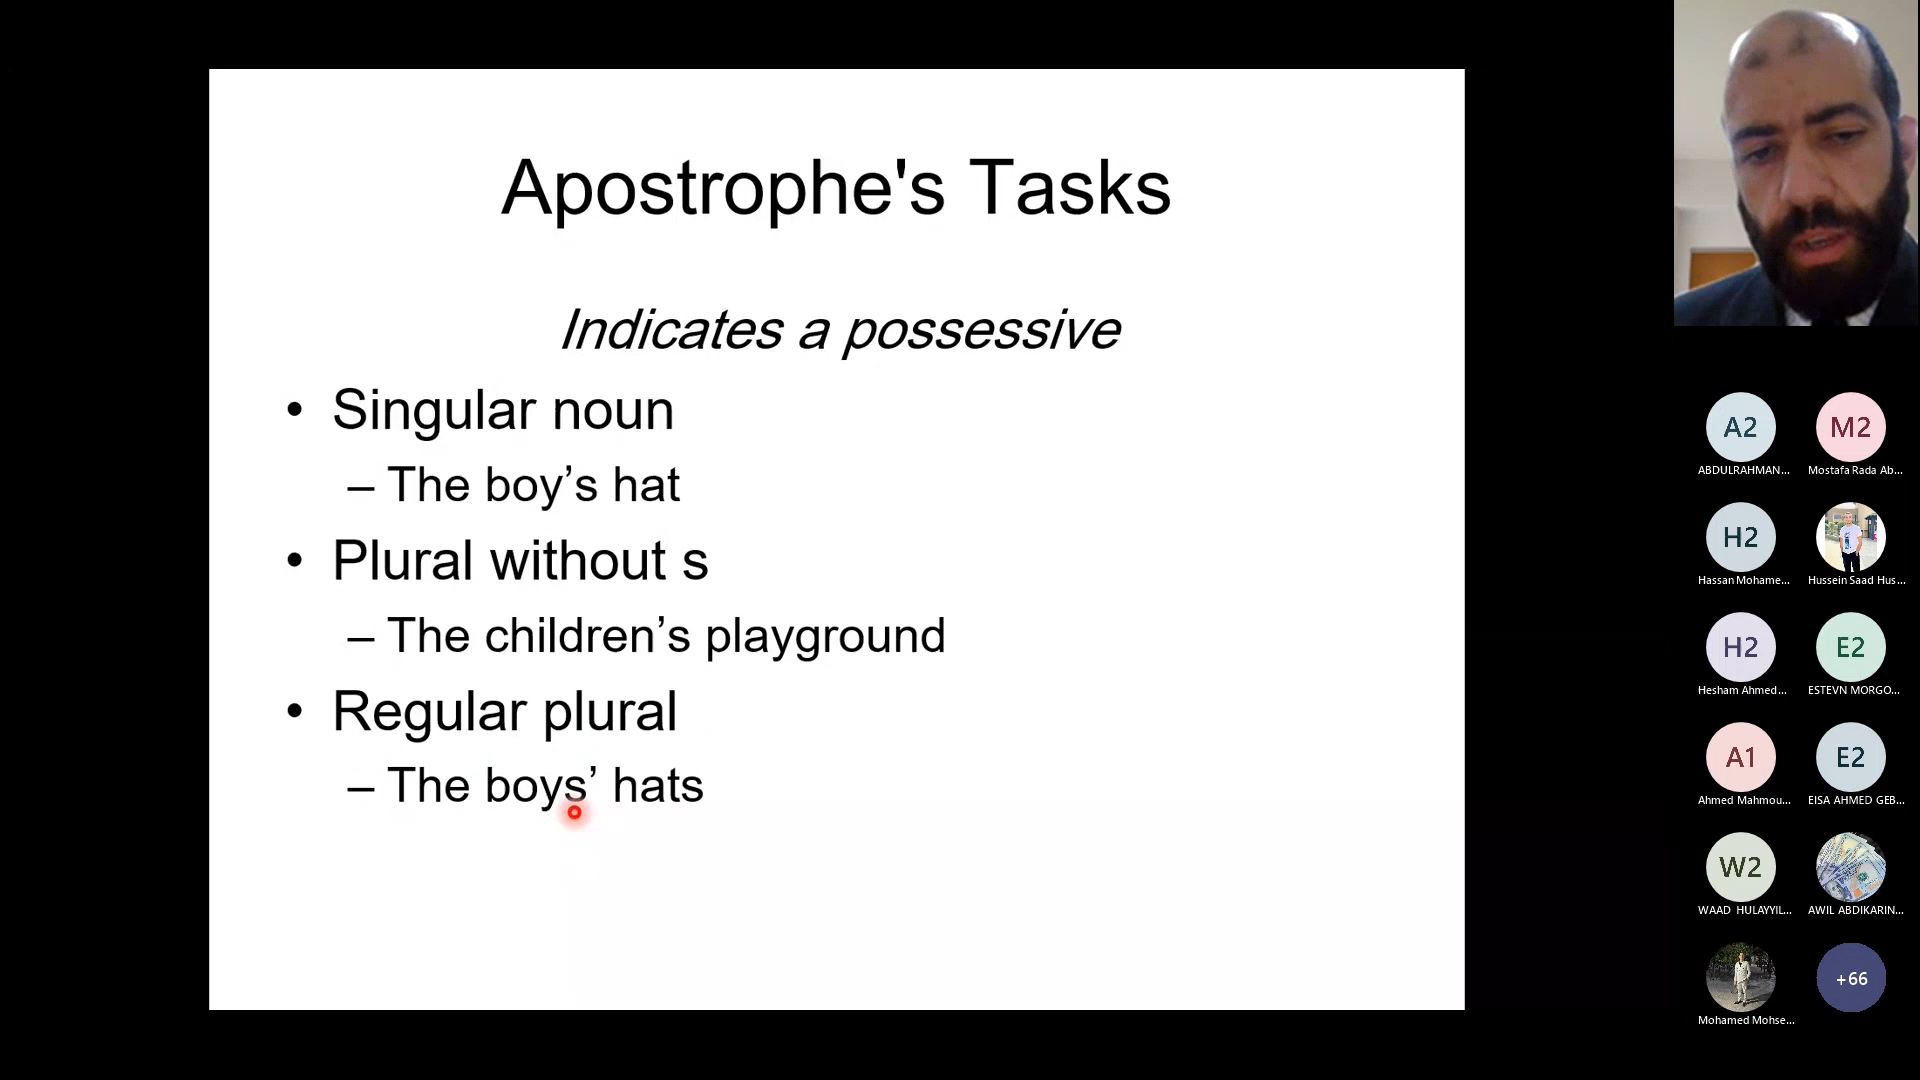 Apostrophe's Tasks
Indicates a possessive
• Singular noun
– The boy’s hat
• Plural without s
– The children’s playground
• Regular plural
– The boys’ hats
A2
ABDULRAHMAN...
M2
Mostafa Rada Ab...
H2
Hassan Mohame...
Hussein Saad Hus...
H2
Hesham Ahmed...
E2
ESTEVN MORGO...
A1
Ahmed Mahmou...
E2
EISA AHMED GEB...
W2
WAAD HULAYYIL...
AWIL ABDIKARIN...
Mohamed Mohse...
+66